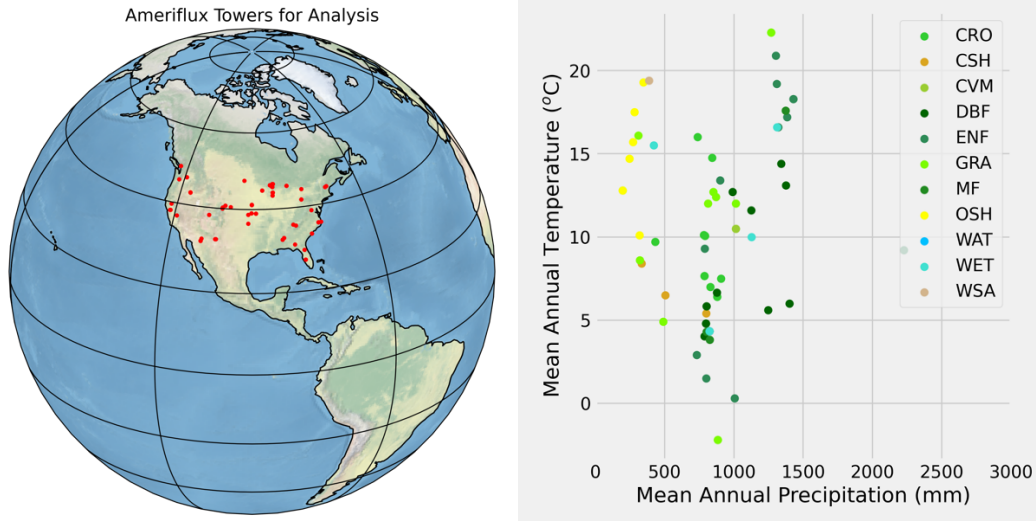 Ameriflux Towers for Analysis
Mean Annual Temperature (°C)
20
15
10
5
0
0 500 1000 1500 2000 2500 3000
Mean Annual Precipitation (mm)
CRO
CSH
CVM
DBF
ENF
GRA
MF
OSH
WAT
WET
WSA